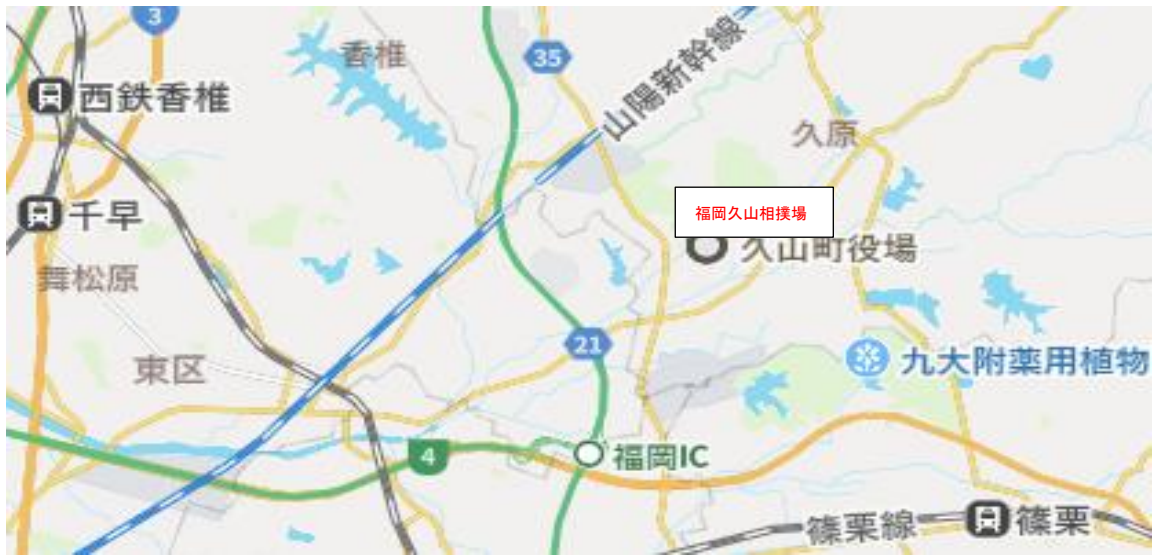 3
香椎
35
山陽新幹線
西鉄香椎
久原
千早
福岡久山相撲場
久山町役場
舞松原
21
東区
九大附薬用植物
4
福岡IC
篠栗線
篠栗